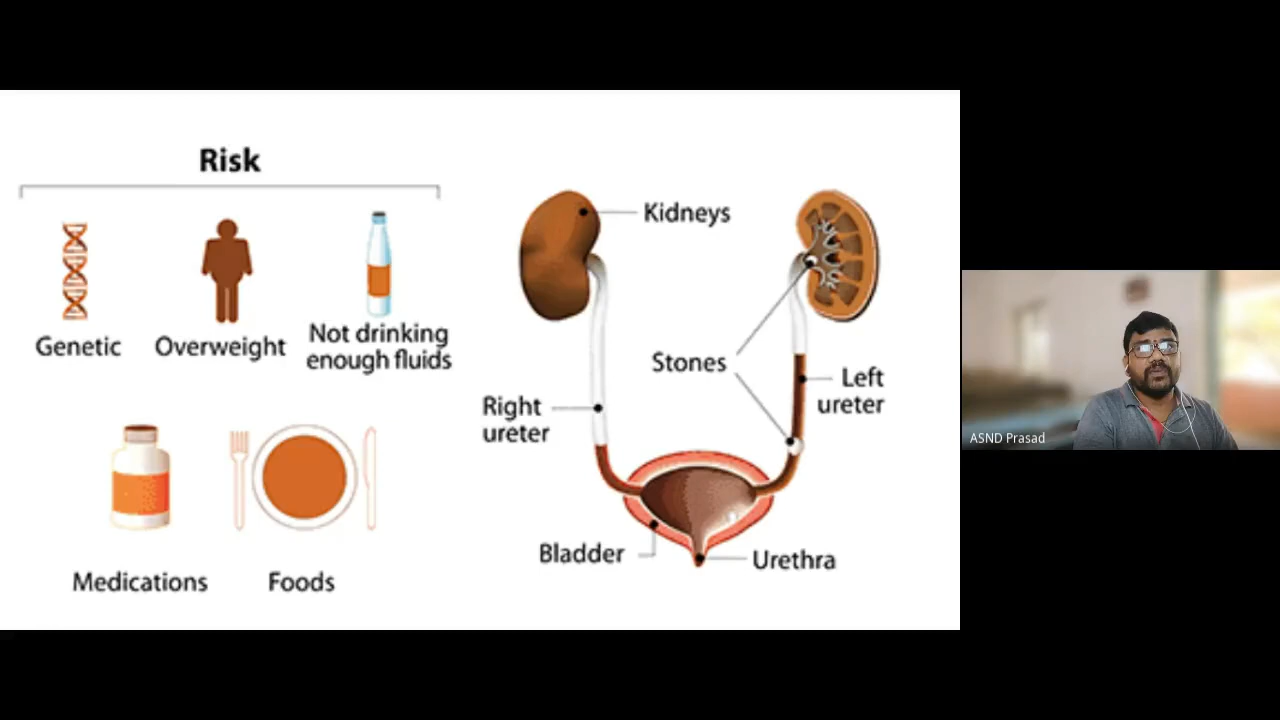 Risk
Genetic
Overweight
Not drinking
enough fluids
Medications
Foods
Kidneys
Stones
Left
ureter
Right
ureter
Bladder
Urethra
ASND Prasad